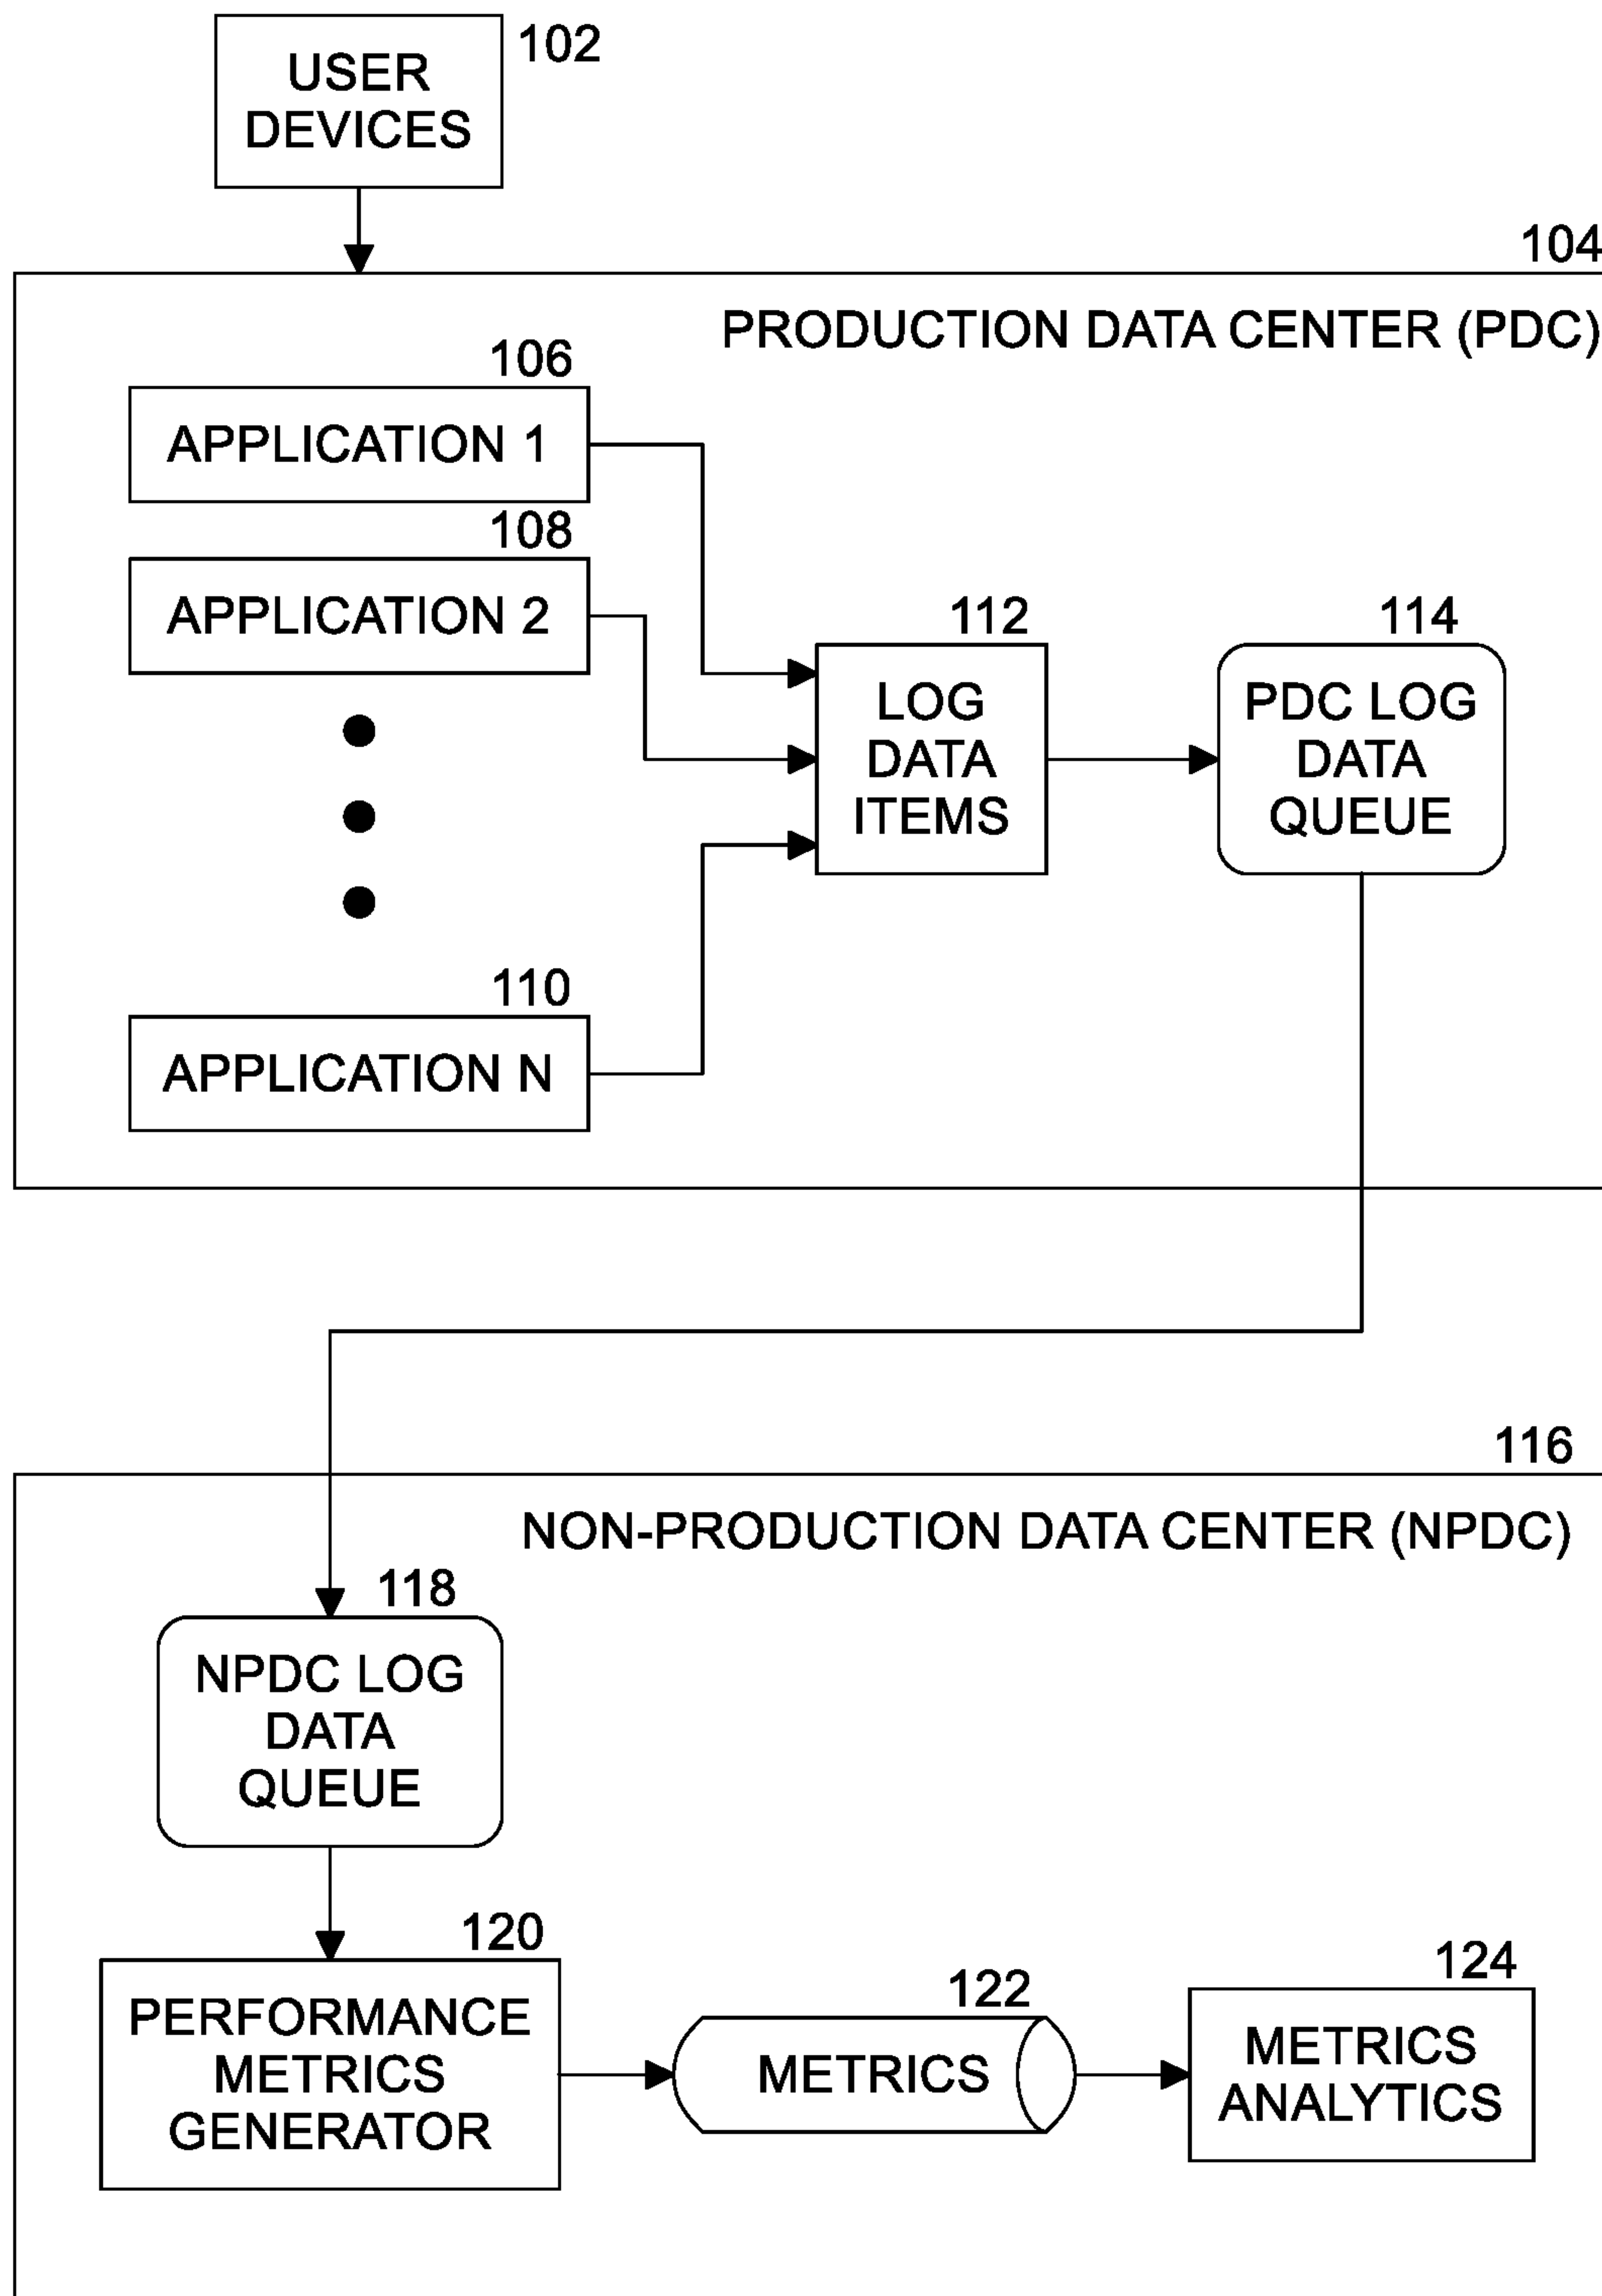 102
USER
DEVICES
104
PRODUCTION DATA CENTER (PDC)
106
APPLICATION 1
108
APPLICATION 2
112
LOG
DATA
ITEMS
114
PDC LOG
DATA
QUEUE
110
APPLICATION N
116
NON-PRODUCTION DATA CENTER (NPDC)
118
NPDC LOG
DATA
QUEUE
120
PERFORMANCE
METRICS
GENERATOR
122
METRICS
124
METRICS
ANALYTICS